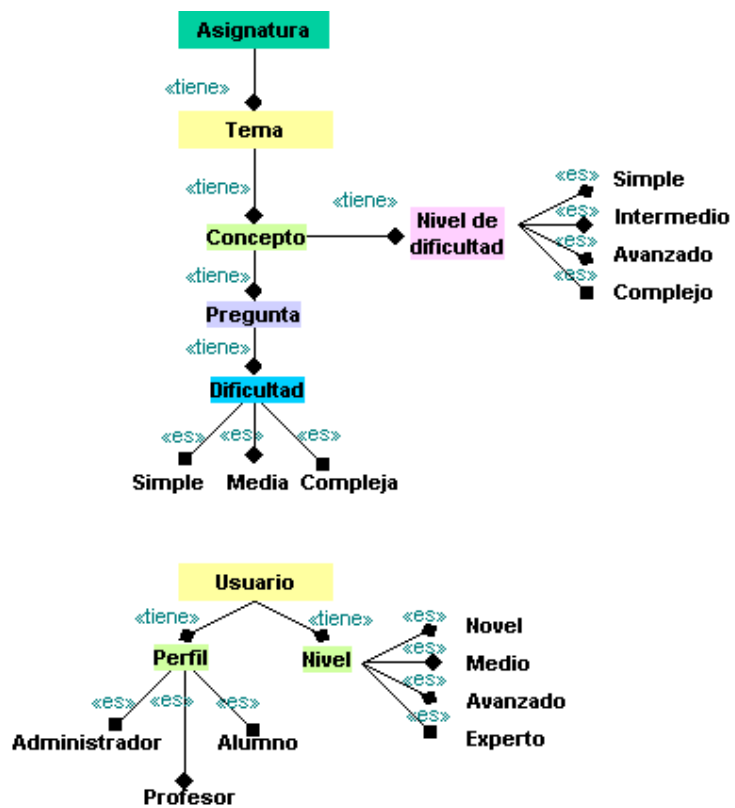 Asignatura
«tiene»
Tema
«tiene»
«tiene»
Concepto
Nivel de
dificultad
«es» Simple
«es» Intermedio
«es» Avanzado
«es» Complejo
«tiene»
Pregunta
«tiene»
Dificultad
«es» «es» «es»
Simple Media Compleja
Usuario
«tiene» «tiene»
Perfil Nivel
«es» Novel
«es» Medio
«es» Avanzado
«es» Experto
«es» «es» «es»
Administrador Alumno
Profesor